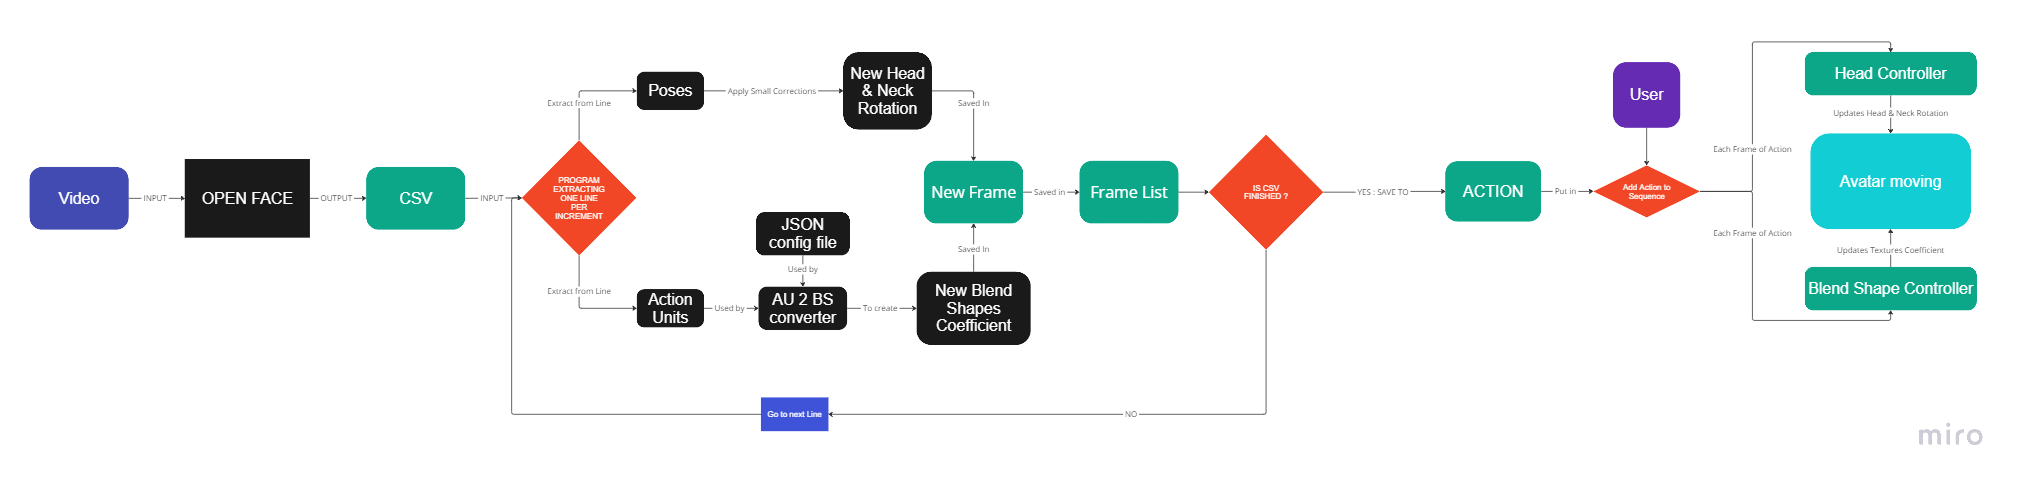 Video
INPUT
OPEN FACE
OUTPUT
CSV
INPUT
PROGRAM
EXTRACTING
ONE LINE
PER
INCREMENT
Extract from Line
Poses
Apply Small Corrections
New Head
& Neck
Rotation
Saved In
Extract from Line
Action
Units
Used by
JSON
config file
Used by
AU 2 BS
converter
To create
New Blend
Shapes
Coefficient
Saved In
New Frame
Saved in
Frame List
IS CSV
FINISHED ?
NO
Go to next Line
YES : SAVE TO
ACTION
Put in
User
Add Action to
Sequence
Each Frame of Action
Head Controller
Updates Head & Neck Rotation
Avatar moving
Each Frame of Action
Updates Textures Coefficient
Blend Shape Controller
miro